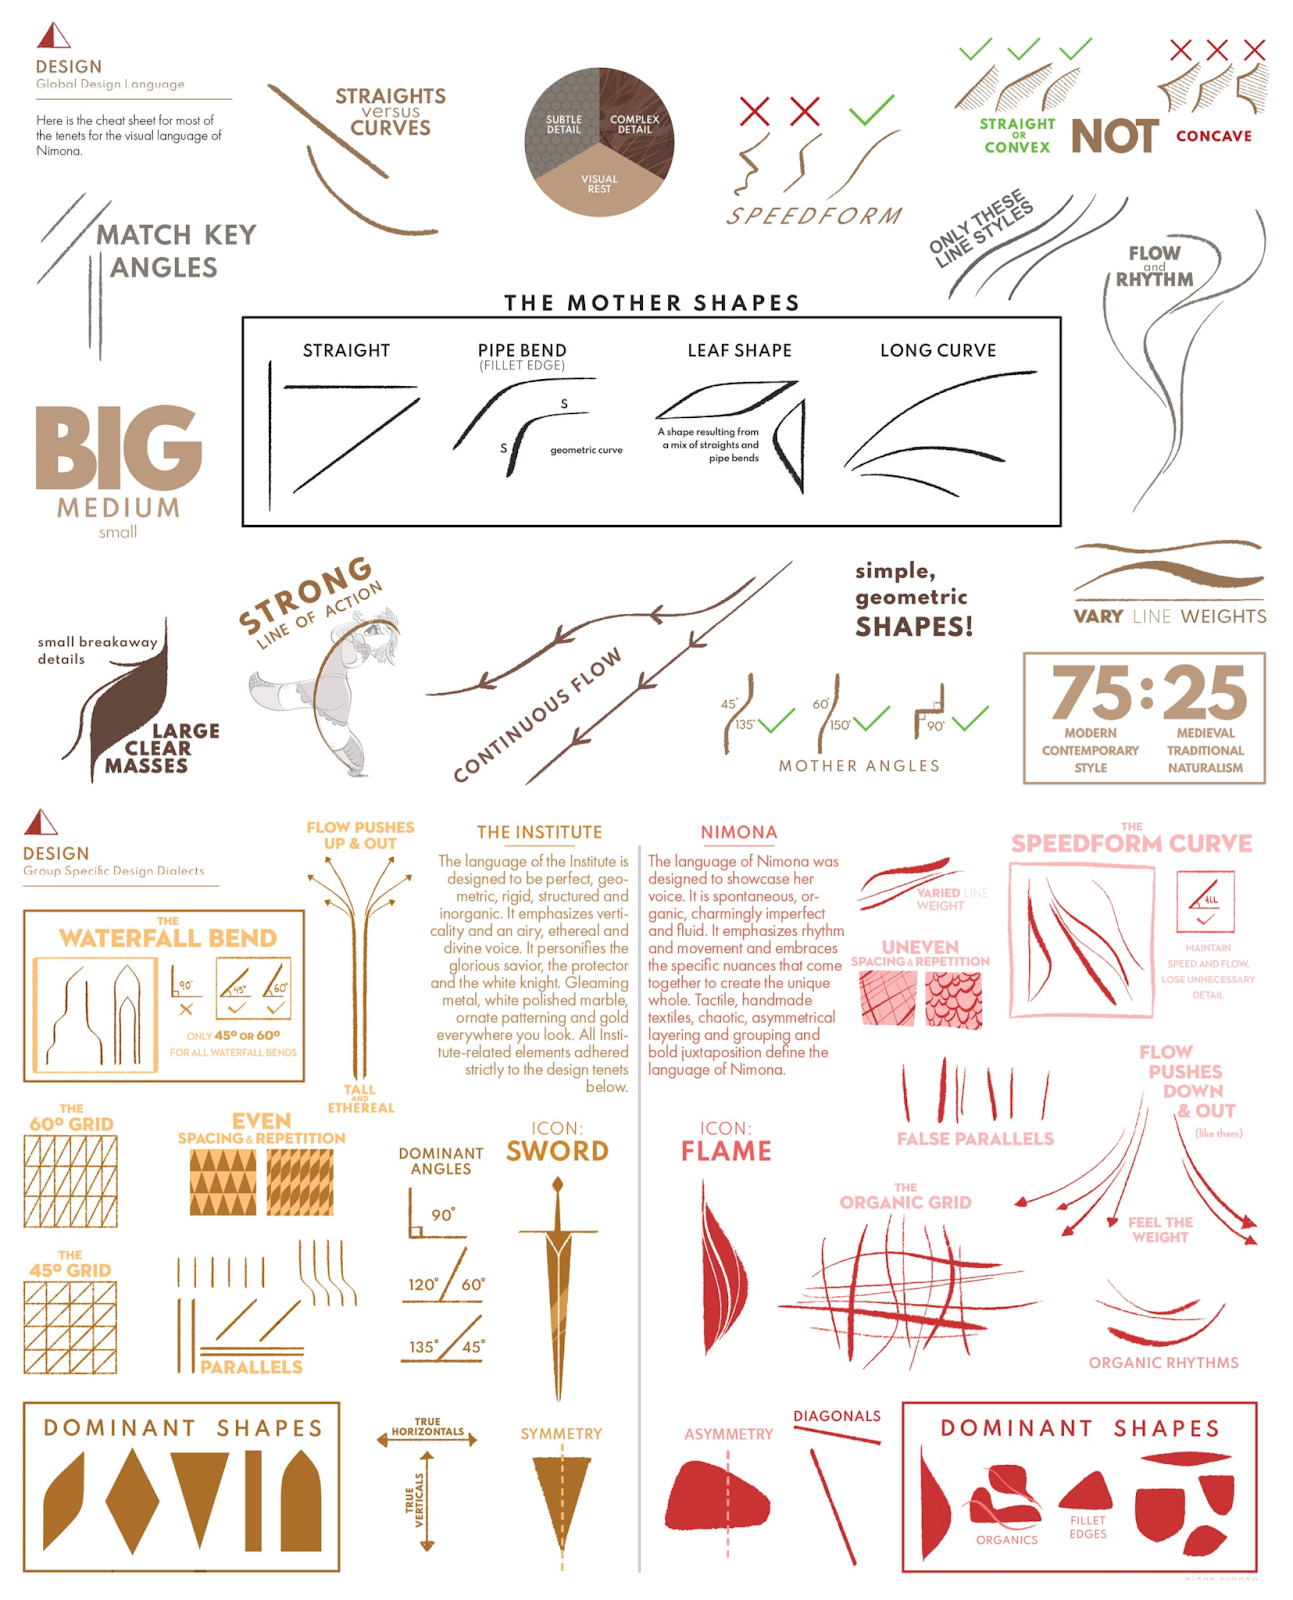 DESIGN
Global Design Language
Here is the cheat sheet for most of
the tenets for the visual language of
Nimona.
STRAIGHTS
versus
CURVES
SUBTLE
DETAIL
COMPLEX
DETAIL
VISUAL
REST
SPEEDFORM
STRAIGHT
OR
CONVEX
NOT
CONCAVE
MATCH KEY
ANGLES
ONLY THESE
LINE STYLES
FLOW
and
RHYTHM
THE MOTHER SHAPES
STRAIGHT
PIPE BEND
(FILLET EDGE)
S
S
geometric curve
LEAF SHAPE
A shape resulting from
a mix of straights and
pipe bends
LONG CURVE
BIG
MEDIUM
small
small breakaway
details
LARGE
CLEAR
MASSES
STRONG
LINE OF ACTION
CONTINUOUS FLOW
simple,
geometric
SHAPES!
45°
135°
60°
150°
90°
MOTHER ANGLES
VARY LINE WEIGHTS
75:25
MODERN
CONTEMPORARY
STYLE
MEDIEVAL
TRADITIONAL
NATURALISM
DESIGN
Group Specific Design Dialects
THE
WATERFALL BEND
90°
45°
60°
ONLY 45º OR 60º
FOR ALL WATERFALL BENDS
FLOW PUSHES
UP & OUT
TALL
AND
ETHEREAL
THE INSTITUTE
The language of the Institute is
designed to be perfect, geo-
metric, rigid, structured and
inorganic. It emphasizes verti-
cality and an airy, ethereal and
divine voice. It personifies the
glorious savior, the protector
and the white knight. Gleaming
metal, white polished marble,
ornate patterning and gold
everywhere you look. All Insti-
tute-related elements adhered
strictly to the design tenets
below.
THE
60º GRID
EVEN
SPACING & REPETITION
DOMINANT
ANGLES
90°
120°
60°
135°
45°
ICON:
SWORD
THE
45º GRID
PARALLELS
DOMINANT SHAPES
TRUE
HORIZONTALS
TRUE
VERTICALS
SYMMETRY
NIMONA
The language of Nimona was
designed to showcase her
voice. It is spontaneous, or-
ganic, charmingly imperfect
and fluid. It emphasizes rhythm
and movement and embraces
the specific nuances that come
together to create the unique
whole. Tactile, handmade
textiles, chaotic, asymmetrical
layering and grouping and
bold juxtaposition define the
language of Nimona.
VARIED LINE
WEIGHT
UNEVEN
SPACING & REPETITION
THE
SPEEDFORM CURVE
ALL
MAINTAIN
SPEED AND FLOW,
LOSE UNNECESSARY
DETAIL
FALSE PARALLELS
FLOW
PUSHES
DOWN
& OUT
(like them)
FEEL THE
WEIGHT
ICON:
FLAME
THE
ORGANIC GRID
ORGANIC RHYTHMS
ASYMMETRY
DIAGONALS
DOMINANT SHAPES
ORGANICS
FILLET
EDGES